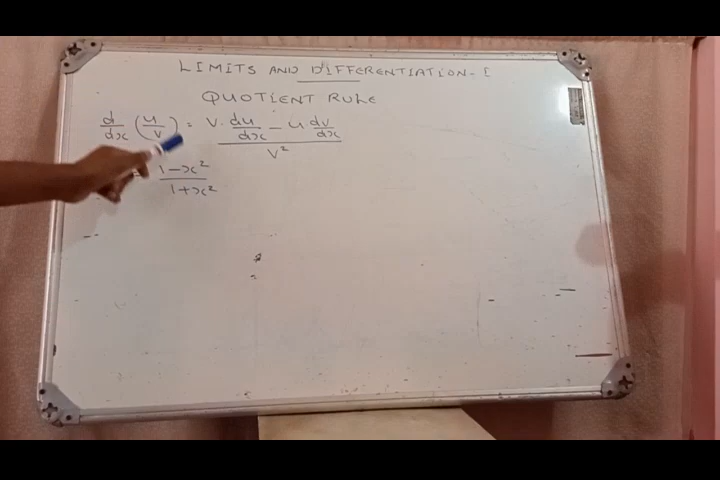 LIMITS AND DIFFERENTIATION-I
QUOTIENT RULE
d/dx (u/v) = v. du/dx - u dv/dx / v²
1-x² / 1+x²